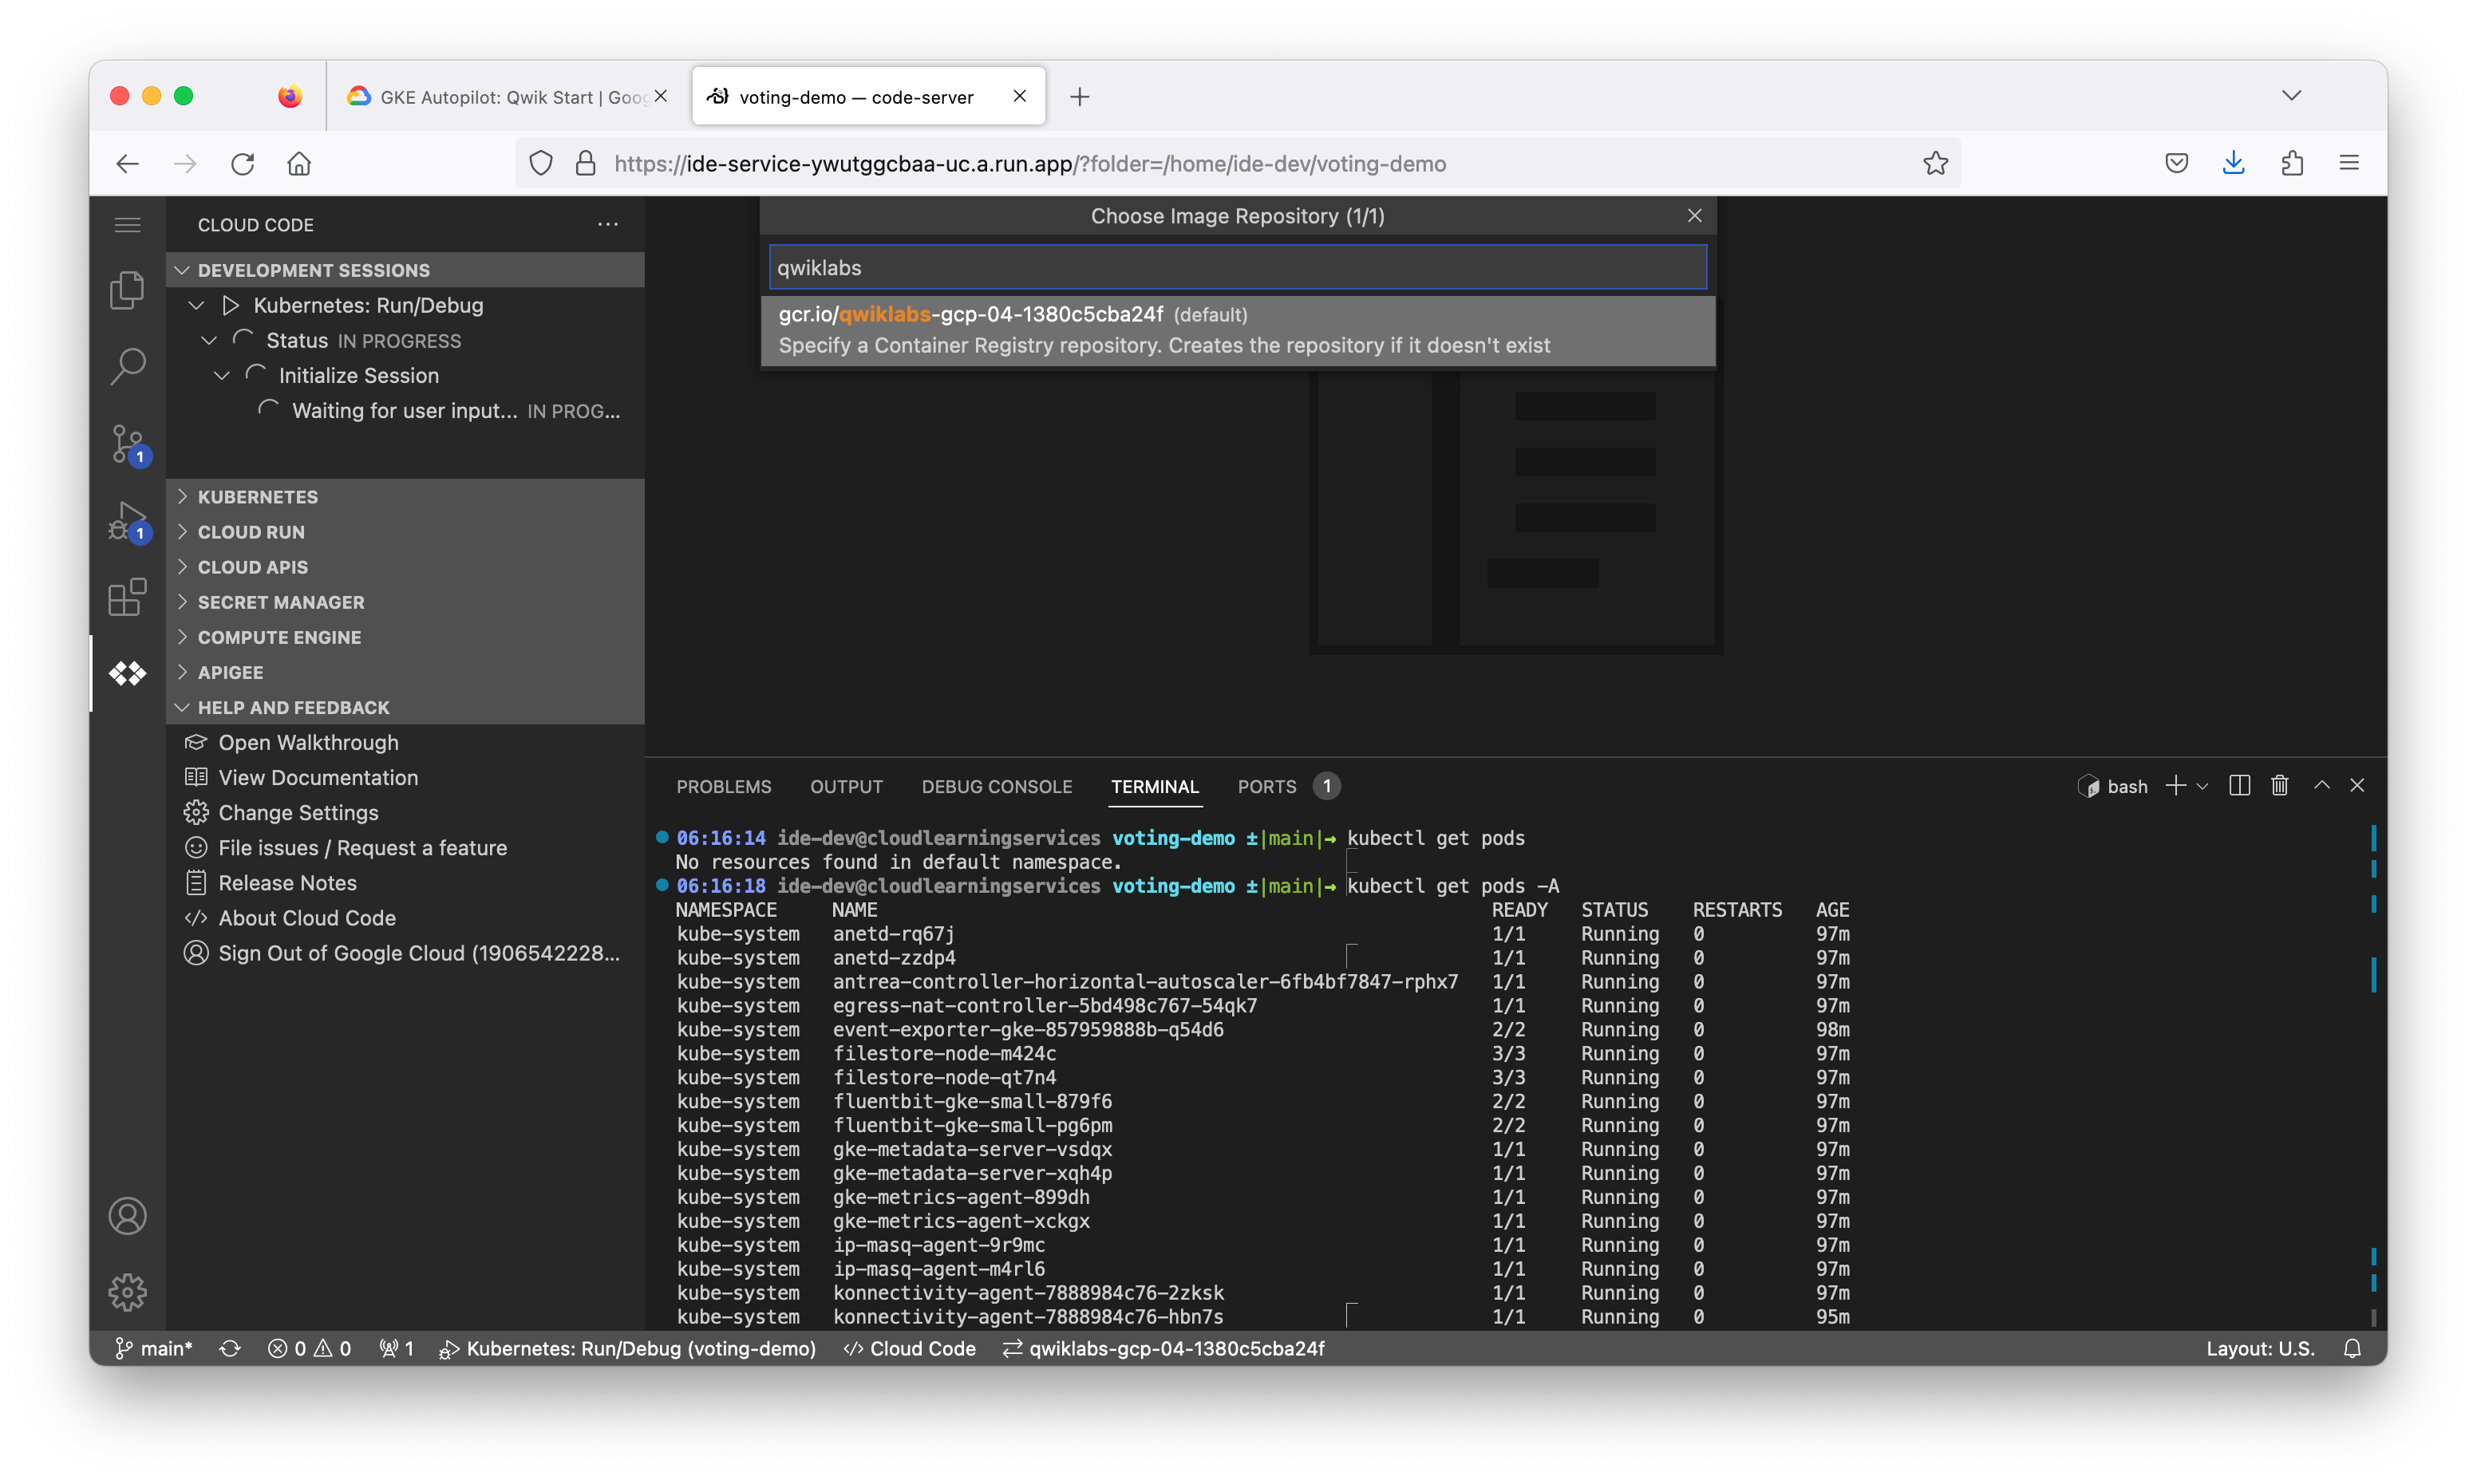 GKE Autopilot: Qwik Start | Goog
voting-demo — code-server
https://ide-service-ywutggcbaa-uc.a.run.app/?folder=/home/ide-dev/voting-demo
CLOUD CODE
DEVELOPMENT SESSIONS
Kubernetes: Run/Debug
Status IN PROGRESS
Initialize Session
Waiting for user input... IN PROG...
KUBERNETES
CLOUD RUN
CLOUD APIS
SECRET MANAGER
COMPUTE ENGINE
APIGEE
HELP AND FEEDBACK
Open Walkthrough
View Documentation
Change Settings
File issues / Request a feature
Release Notes
About Cloud Code
Sign Out of Google Cloud (1906542228...
1
1
Choose Image Repository (1/1)
qwiklabs
gcr.io/qwiklabs-gcp-04-1380c5cba24f (default)
Specify a Container Registry repository. Creates the repository if it doesn't exist
PROBLEMS OUTPUT DEBUG CONSOLE TERMINAL PORTS 1 bash
06:16:14 ide-dev@cloudlearningservices voting-demo ±|main|→ kubectl get pods
No resources found in default namespace.
06:16:18 ide-dev@cloudlearningservices voting-demo ±|main|→ kubectl get pods -A
NAMESPACE NAME READY STATUS RESTARTS AGE
kube-system anetd-rq67j 1/1 Running 0 97m
kube-system anetd-zzdp4 1/1 Running 0 97m
kube-system antrea-controller-horizontal-autoscaler-6fb4bf7847-rphx7 1/1 Running 0 97m
kube-system egress-nat-controller-5bd498c767-54qk7 1/1 Running 0 97m
kube-system event-exporter-gke-857959888b-q54d6 2/2 Running 0 98m
kube-system filestore-node-m424c 3/3 Running 0 97m
kube-system filestore-node-qt7n4 3/3 Running 0 97m
kube-system fluentbit-gke-small-879f6 2/2 Running 0 97m
kube-system fluentbit-gke-small-pg6pm 2/2 Running 0 97m
kube-system gke-metadata-server-vsdqx 1/1 Running 0 97m
kube-system gke-metadata-server-xqh4p 1/1 Running 0 97m
kube-system gke-metrics-agent-899dh 1/1 Running 0 97m
kube-system gke-metrics-agent-xckgx 1/1 Running 0 97m
kube-system ip-masq-agent-9r9mc 1/1 Running 0 97m
kube-system ip-masq-agent-m4rl6 1/1 Running 0 97m
kube-system konnectivity-agent-7888984c76-2zksk 1/1 Running 0 97m
kube-system konnectivity-agent-7888984c76-hbn7s 1/1 Running 0 95m
main* 0 0 1 Kubernetes: Run/Debug (voting-demo) Cloud Code qwiklabs-gcp-04-1380c5cba24f Layout: U.S.